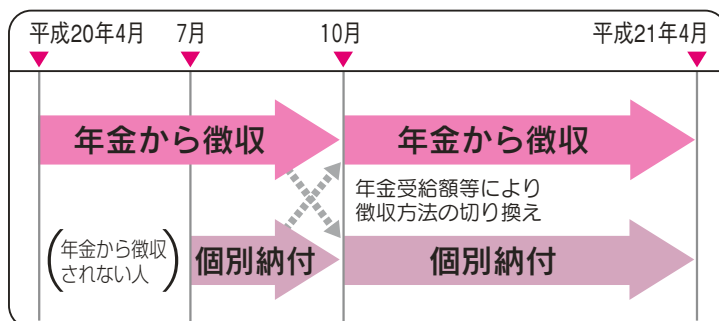 平成20年4月
7月
10月
平成21年4月
年金から徴収
年金から徴収
年金受給額等により
徴収方法の切り換え
(年金から徴収
されない人)
個別納付
個別納付